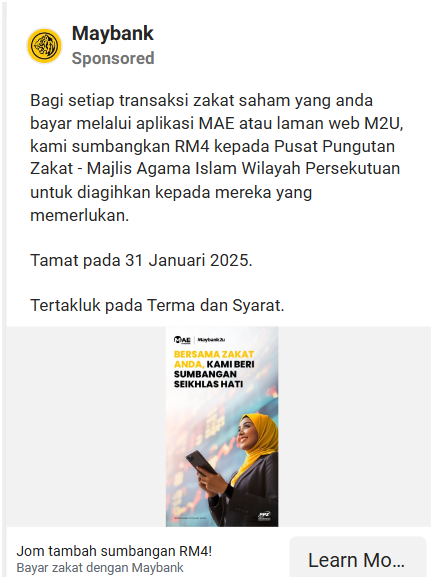 Maybank
Sponsored
Bagi setiap transaksi zakat saham yang anda
bayar melalui aplikasi MAE atau laman web M2U,
kami sumbangkan RM4 kepada Pusat Pungutan
Zakat - Majlis Agama Islam Wilayah Persekutuan
untuk diagihkan kepada mereka yang
memerlukan.
Tamat pada 31 Januari 2025.
Tertakluk pada Terma dan Syarat.
MAE Maybank2u
BERSAMA ZAKAT
ANDA, KAMI BERI
SUMBANGAN
SEIKHLAS HATI
Jom tambah sumbangan RM4!
Bayar zakat dengan Maybank
Learn Mo...